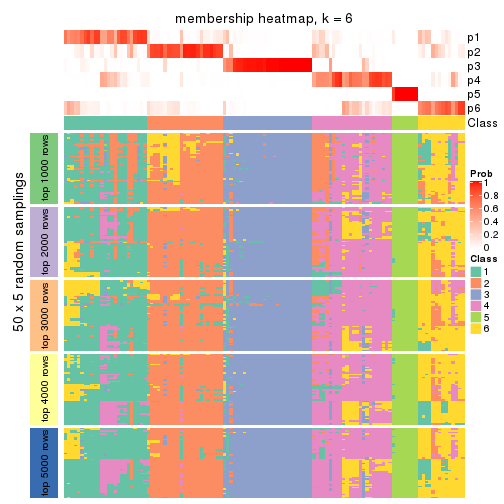 membership heatmap, k = 6
p1
p2
p3
p4
p5
p6
Class
50 x 5 random samplings
top 1000 rows
top 2000 rows
top 3000 rows
top 4000 rows
top 5000 rows
Prob
1
0.8
0.6
0.4
0.2
0
Class
1
2
3
4
5
6